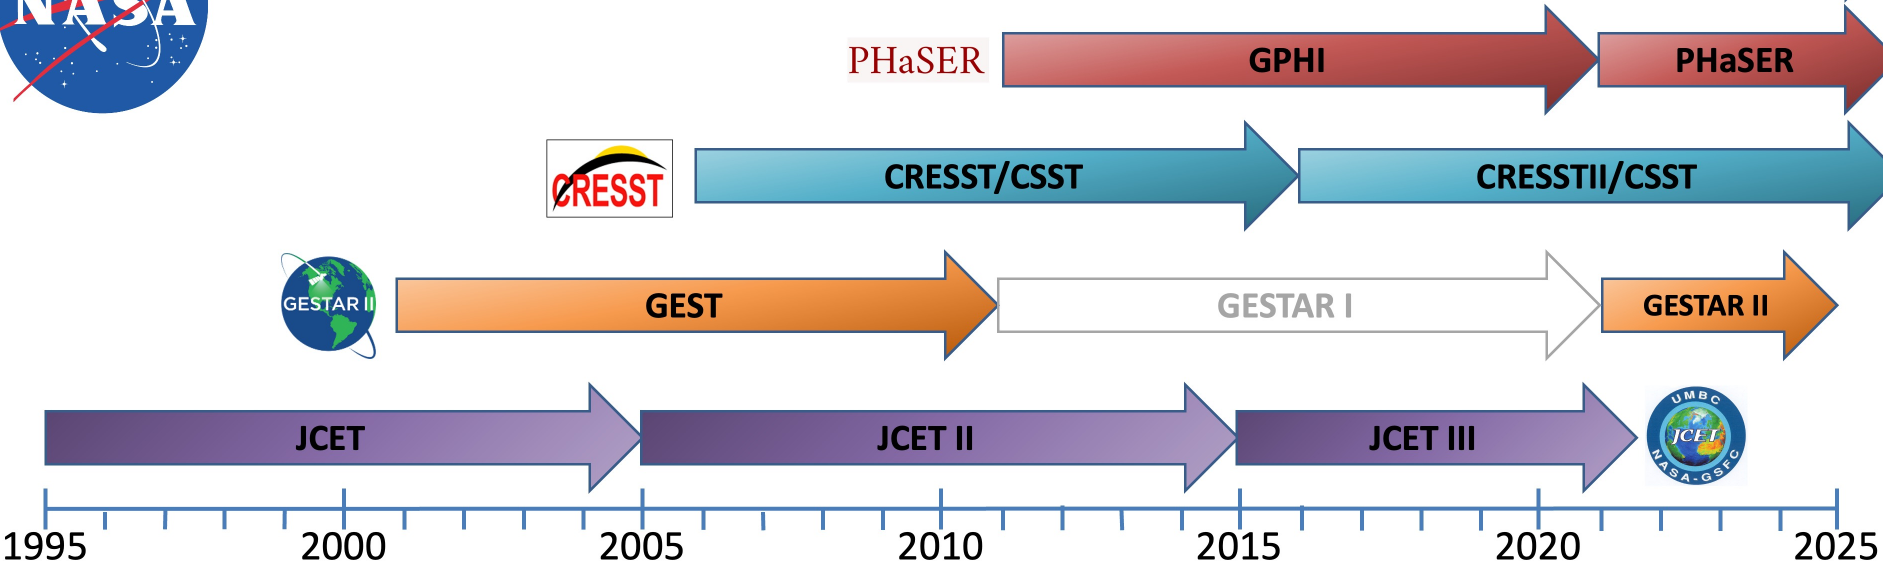 NASA
PHaSER
GPHI
PHaSER
CRESST
CRESST/CSST
CRESSTII/CSST
GESTAR II
GEST
GESTAR I
GESTAR II
JCET
JCET II
JCET III
UMBC
JCET
NASA-GSFC
1995
2000
2005
2010
2015
2020
2025